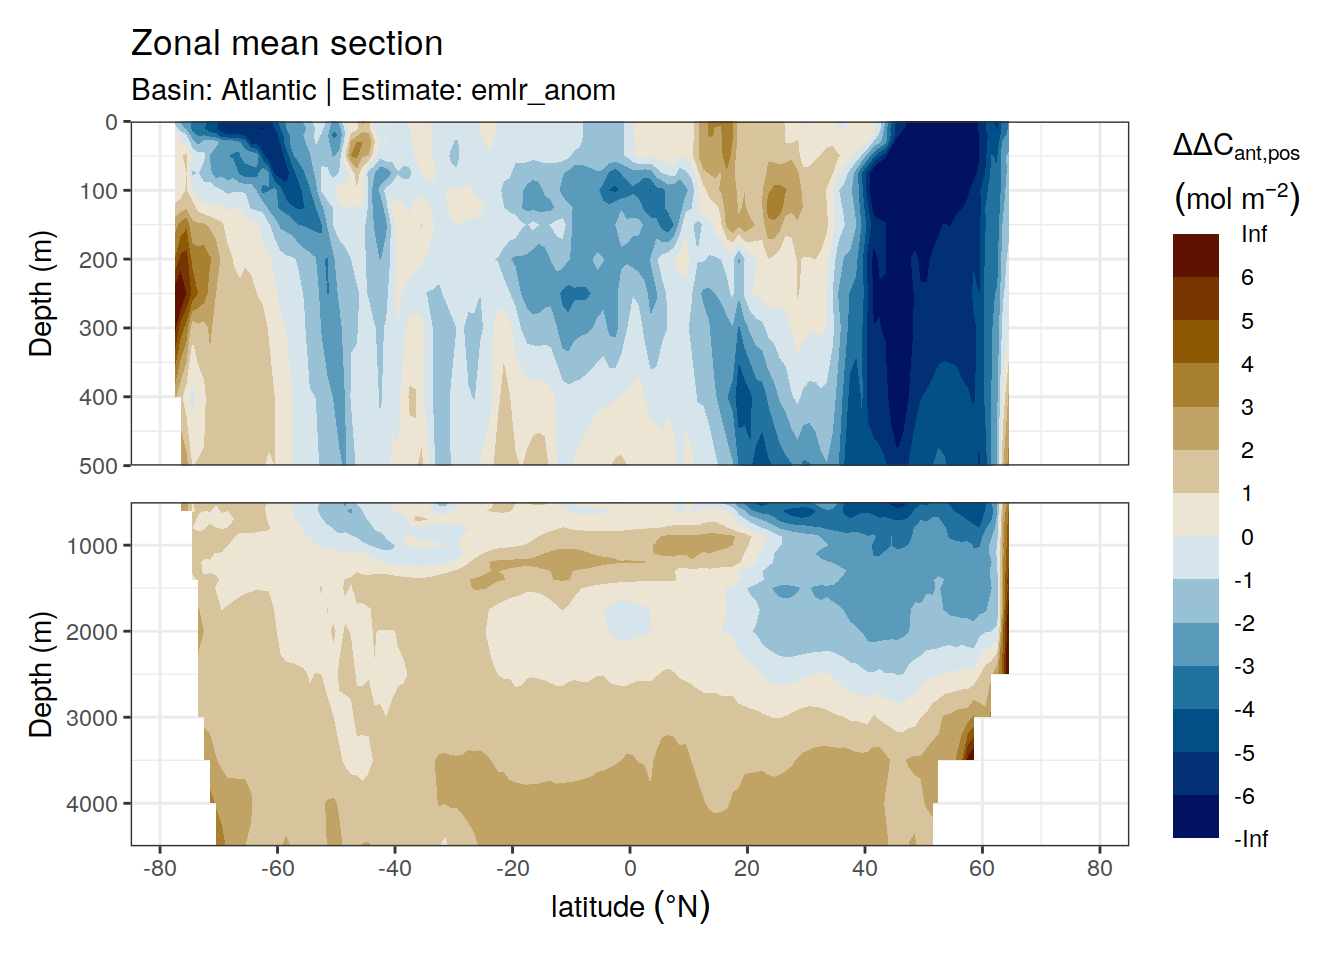 Zonal mean section
Basin: Atlantic | Estimate: emlr_anom
0
100
200
300
400
500
Depth (m)
1000
2000
3000
4000
Depth (m)
-80 -60 -40 -20 0 20 40 60 80
latitude (°N)
ΔΔC_ant,pos
(mol m⁻²)
Inf
6
5
4
3
2
1
0
-1
-2
-3
-4
-5
-6
-Inf